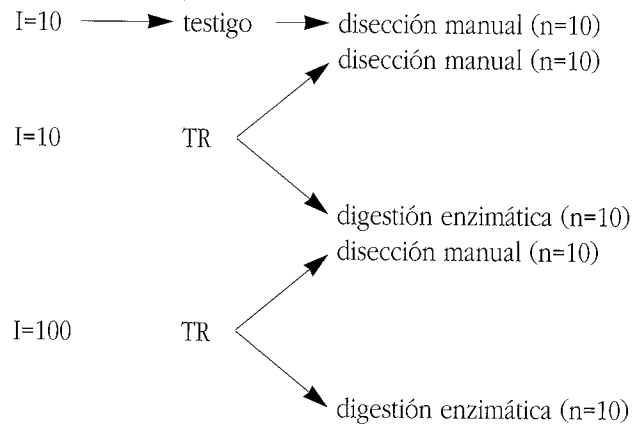 I=10 testigo disección manual (n=10)
disección manual (n=10)
I=10 TR
digestión enzimática (n=10)
disección manual (n=10)
I=100 TR
digestión enzimática (n=10)